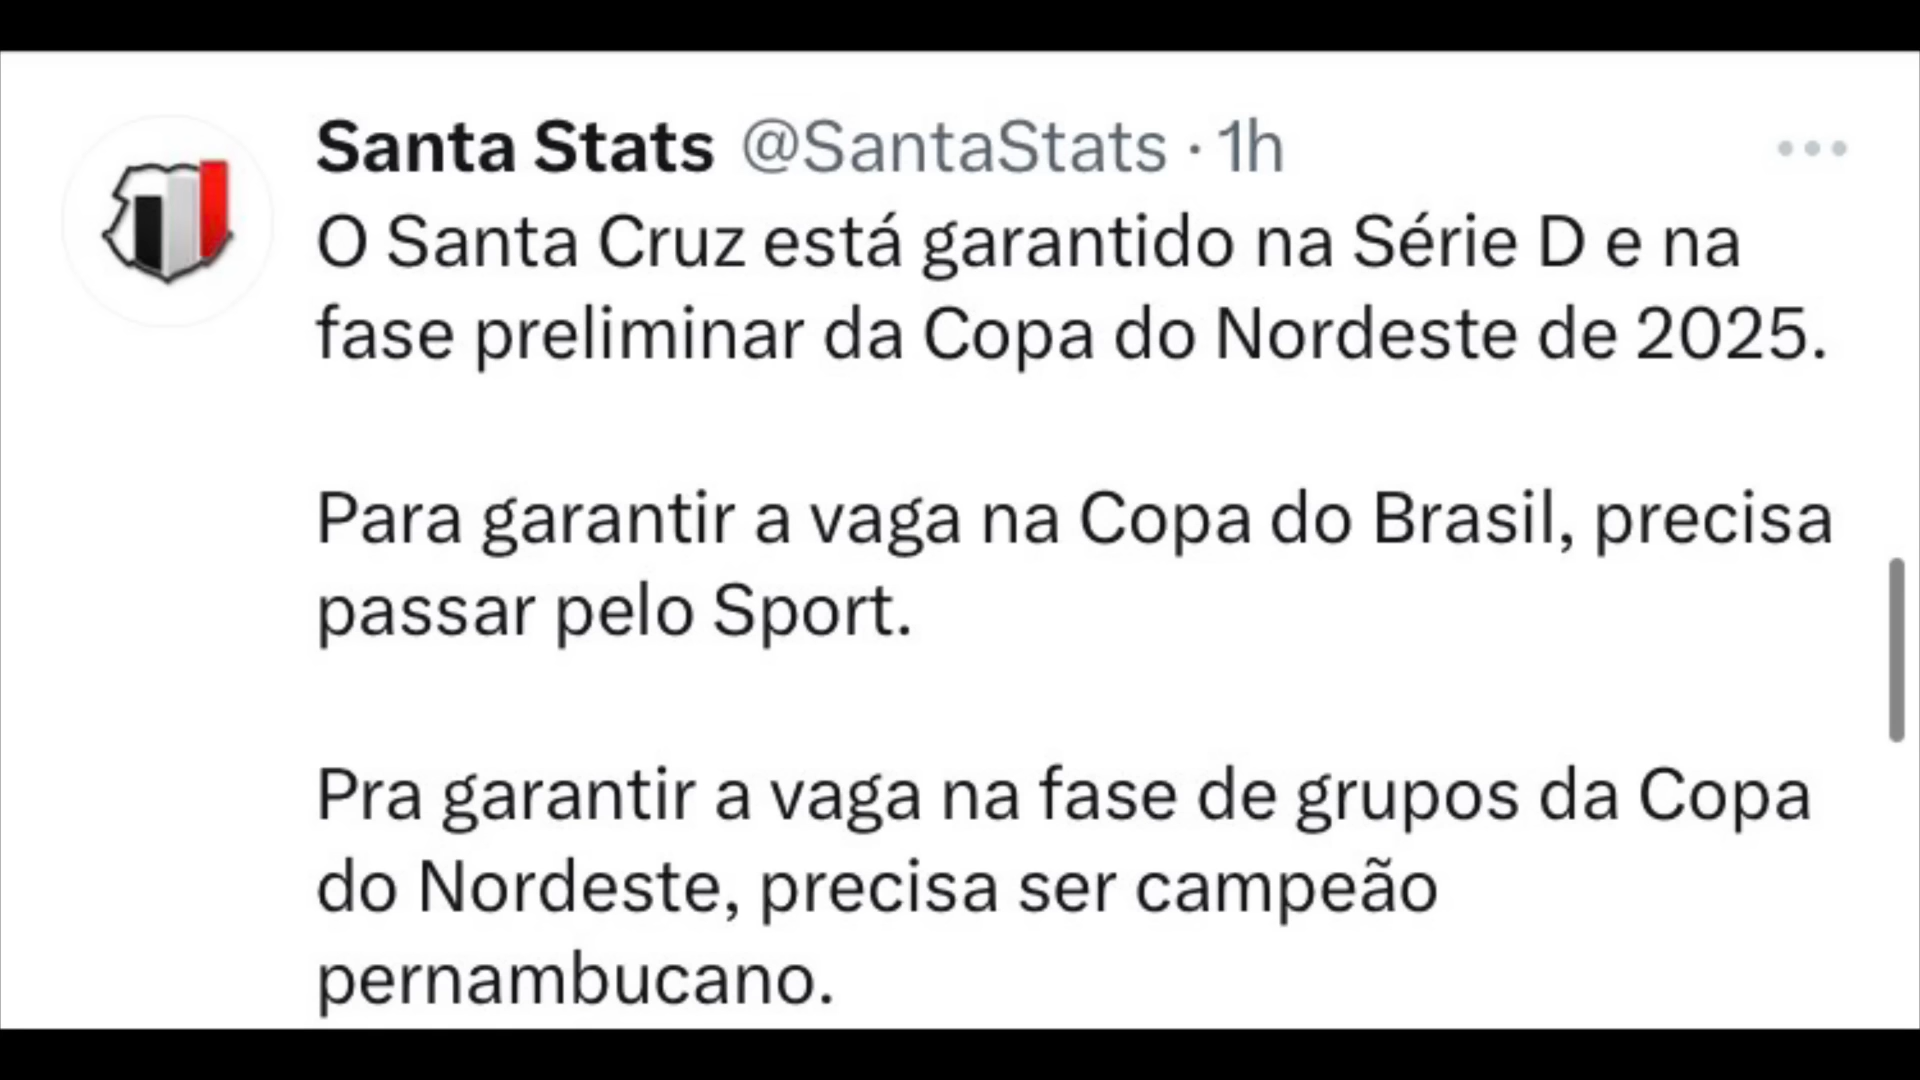 Santa Stats @SantaStats · 1h
O Santa Cruz está garantido na Série D e na
fase preliminar da Copa do Nordeste de 2025.
Para garantir a vaga na Copa do Brasil, precisa
passar pelo Sport.
Pra garantir a vaga na fase de grupos da Copa
do Nordeste, precisa ser campeão
pernambucano.